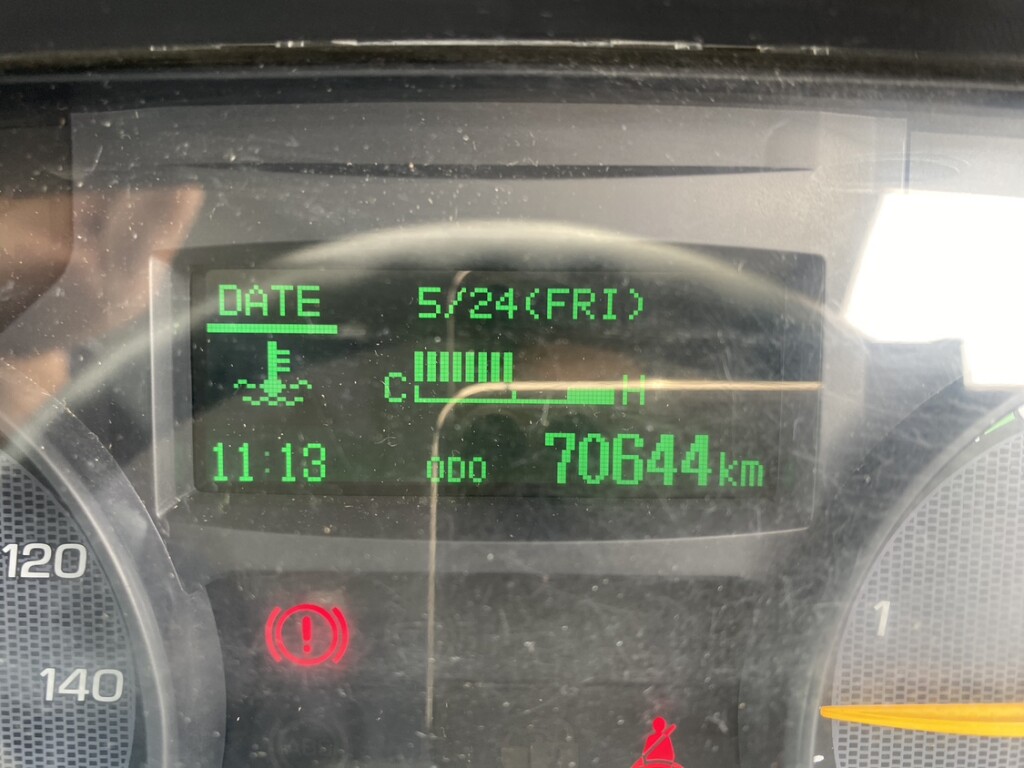 DATE 5/24(FRI)
C H
11:13 ODO 70644km
120
140
1
!